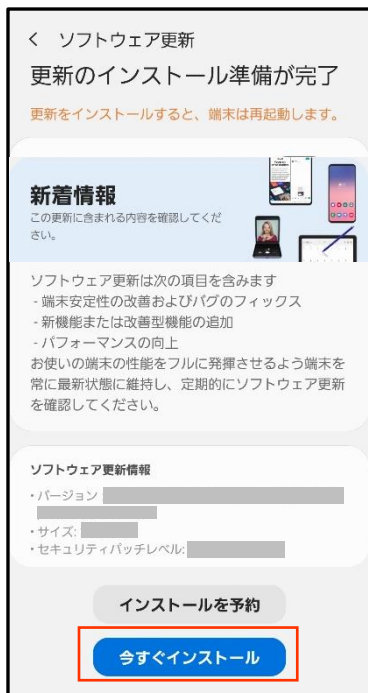 ソフトウェア更新
更新のインストール準備が完了
更新をインストールすると、端末は再起動します。
新着情報
この更新に含まれる内容を確認してくだ
さい。
ソフトウェア更新は次の項目を含みます
- 端末安定性の改善およびバグのフィックス
- 新機能または改善型機能の追加
- パフォーマンスの向上
お使いの端末の性能をフルに発揮させるよう端末を
常に最新状態に維持し、定期的にソフトウェア更新
を確認してください。
ソフトウェア更新情報
・バージョン
・サイズ:
・セキュリティパッチレベル:
インストールを予約
今すぐインストール